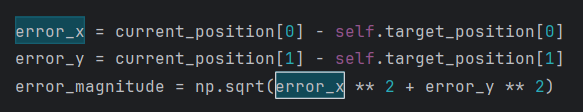 error_x = current_position[0] - self.target_position[0]
error_y = current_position[1] - self.target_position[1]
error_magnitude = np.sqrt(error_x ** 2 + error_y ** 2)